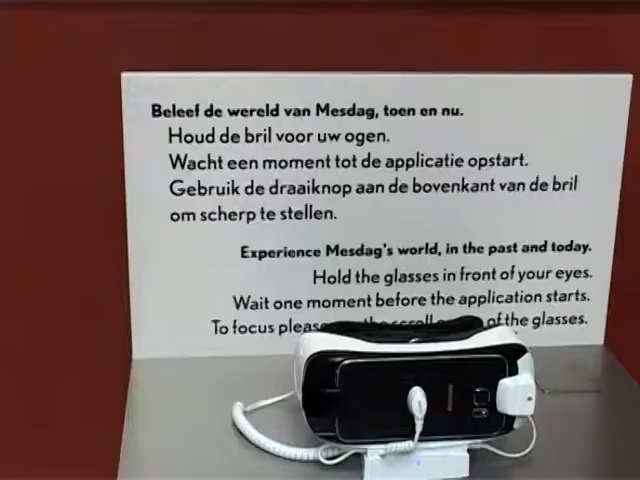 Beleef de wereld van Mesdag, toen en nu.
Houd de bril voor uw ogen.
Wacht een moment tot de applicatie opstart.
Gebruik de draaiknop aan de bovenkant van de bril
om scherp te stellen.
Experience Mesdag's world, in the past and today.
Hold the glasses in front of your eyes.
Wait one moment before the application starts.
To focus please the scroll of the glasses.